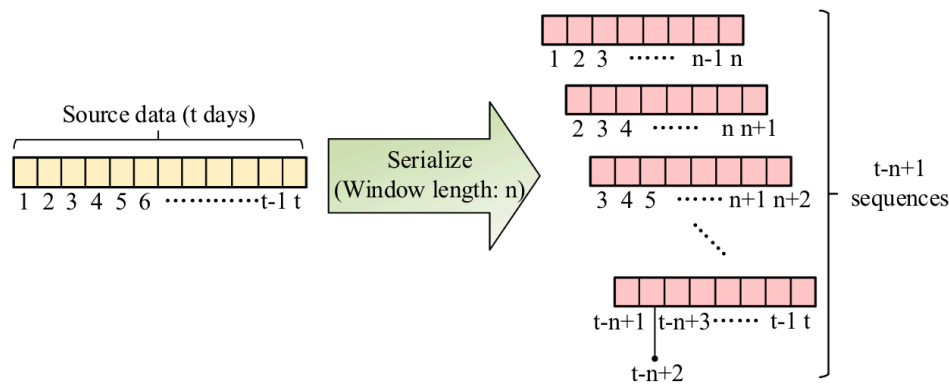 Source data (t days)
1 2 3 4 5 6 ············ t-1 t
Serialize
(Window length: n)
1 2 3 ······ n-1 n
2 3 4 ······ n n+1
3 4 5 ······ n+1 n+2
t-n+1 t-n+3 ······ t-1 t
t-n+2
t-n+1
sequences